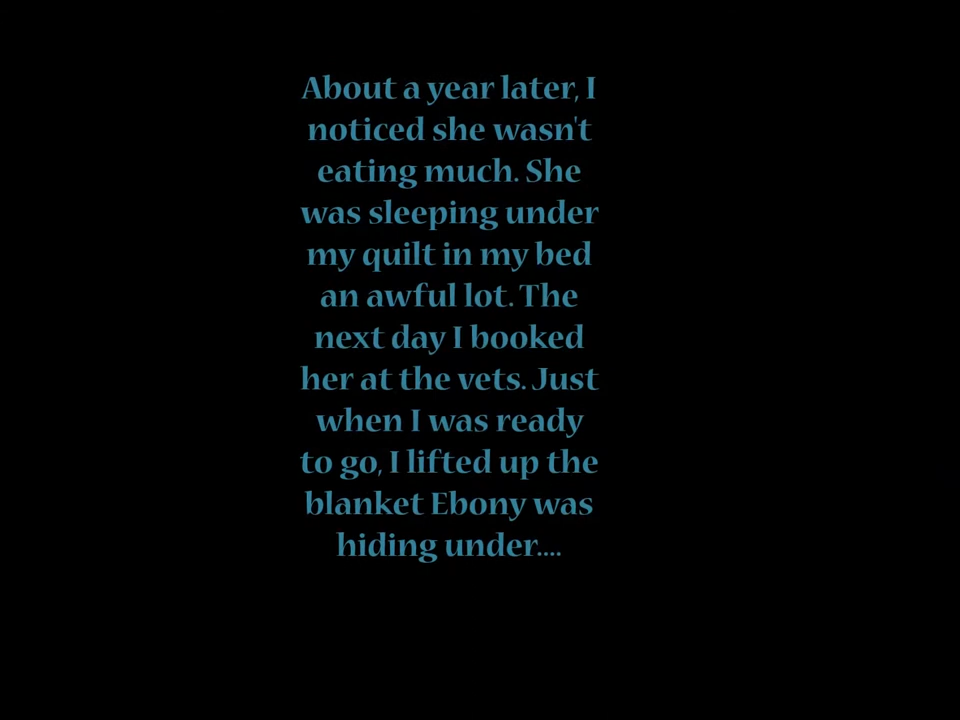 About a year later, I
noticed she wasn't
eating much. She
was sleeping under
my quilt in my bed
an awful lot. The
next day I booked
her at the vets. Just
when I was ready
to go, I lifted up the
blanket Ebony was
hiding under....